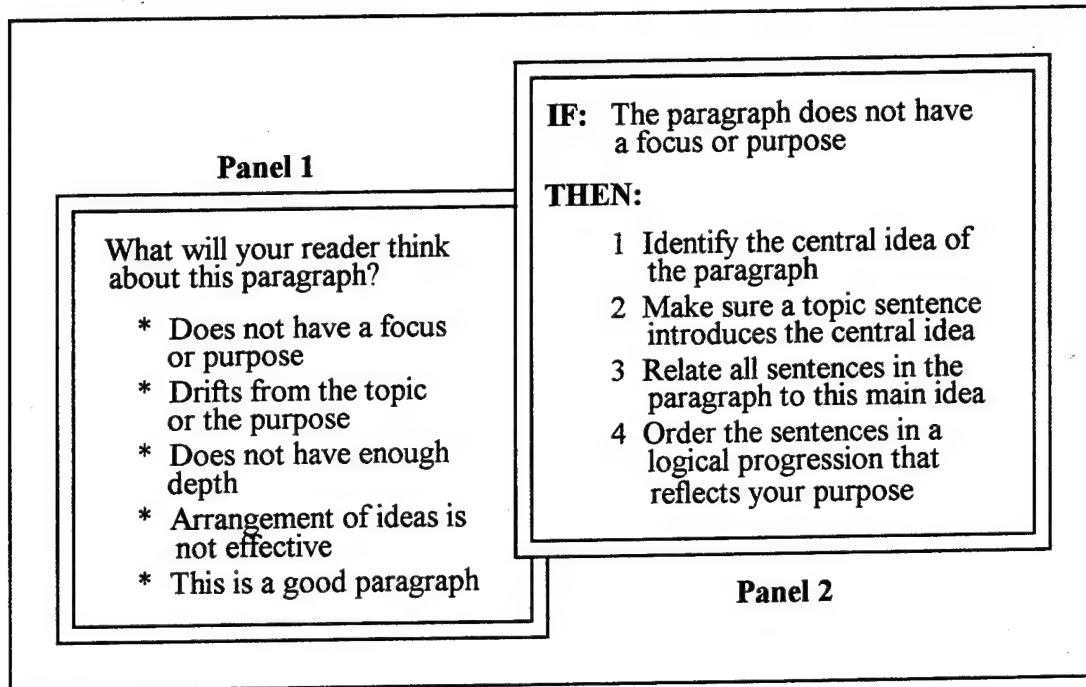 Panel 1
What will your reader think
about this paragraph?
* Does not have a focus
or purpose
* Drifts from the topic
or the purpose
* Does not have enough
depth
* Arrangement of ideas is
not effective
* This is a good paragraph
IF: The paragraph does not have
a focus or purpose
THEN:
1 Identify the central idea of
the paragraph
2 Make sure a topic sentence
introduces the central idea
3 Relate all sentences in the
paragraph to this main idea
4 Order the sentences in a
logical progression that
reflects your purpose
Panel 2